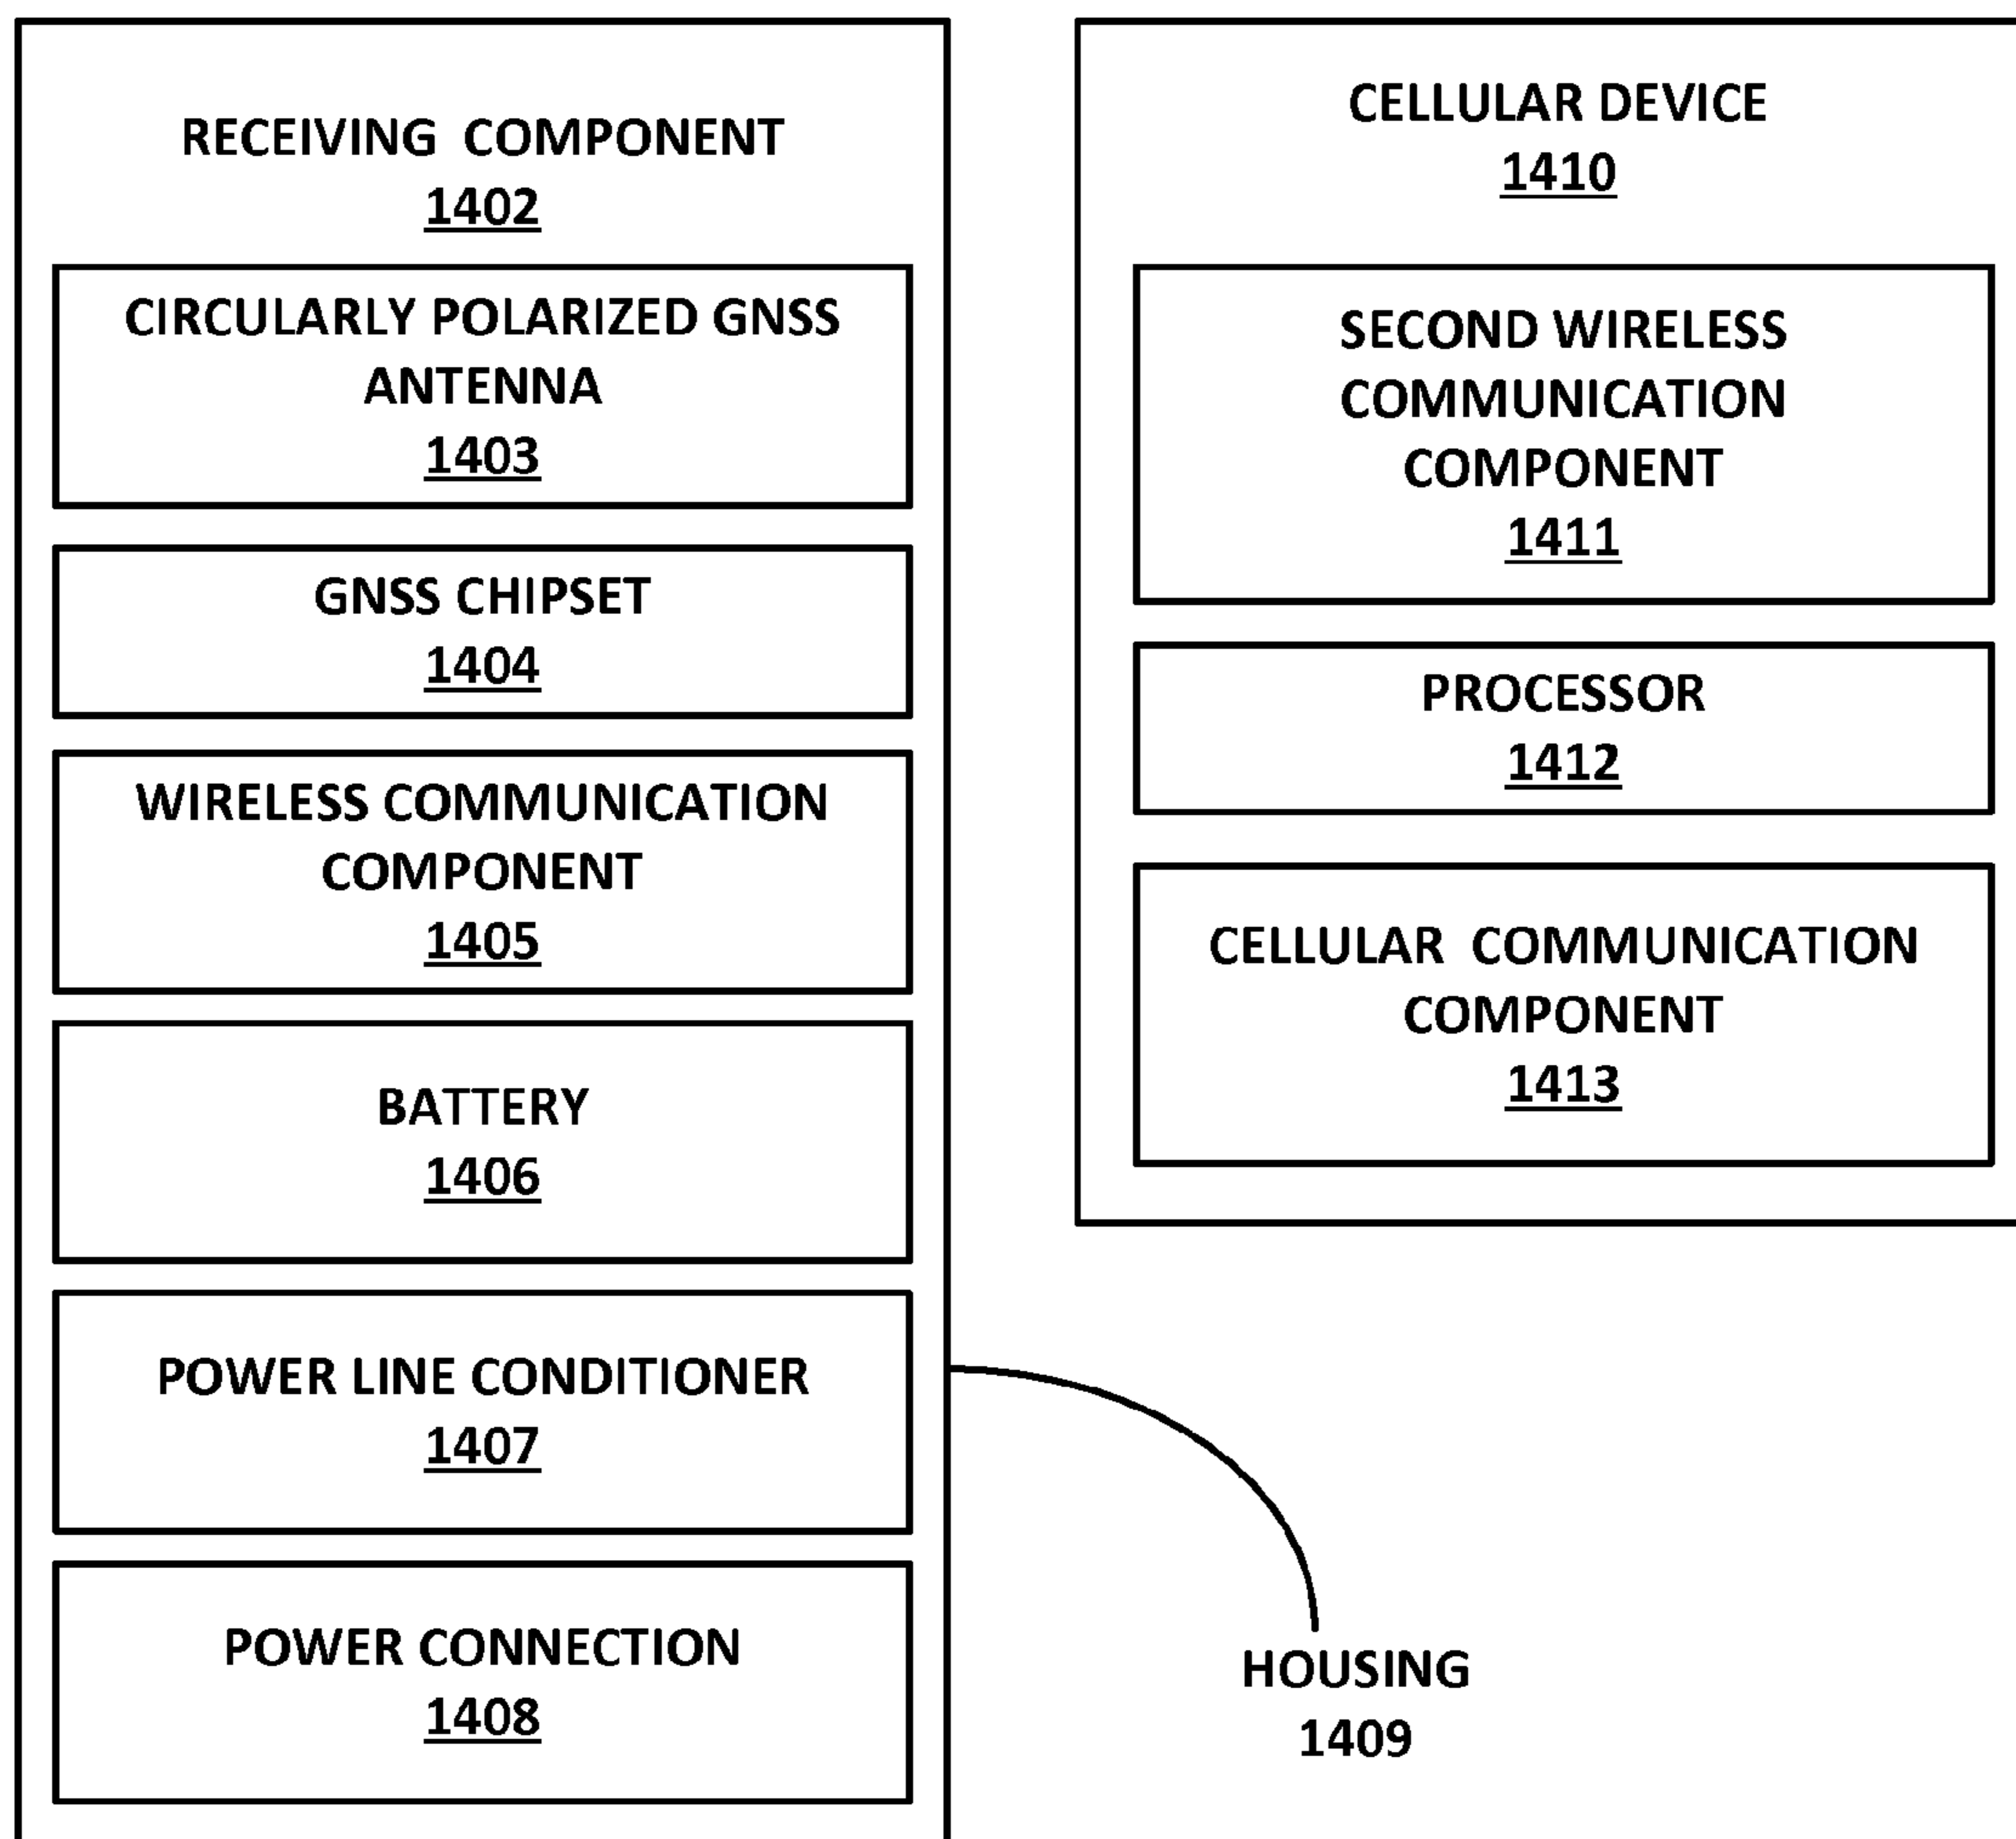 RECEIVING COMPONENT
1402
CIRCULARLY POLARIZED GNSS
ANTENNA
1403
GNSS CHIPSET
1404
WIRELESS COMMUNICATION
COMPONENT
1405
BATTERY
1406
POWER LINE CONDITIONER
1407
POWER CONNECTION
1408
CELLULAR DEVICE
1410
SECOND WIRELESS
COMMUNICATION
COMPONENT
1411
PROCESSOR
1412
CELLULAR COMMUNICATION
COMPONENT
1413
HOUSING
1409